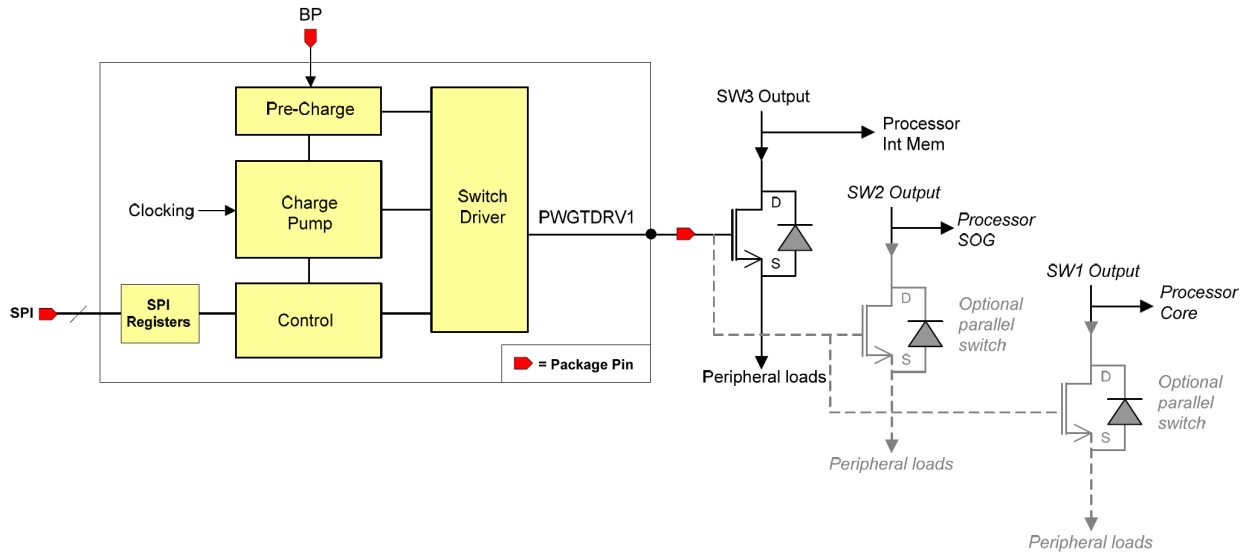 BP
Pre-Charge
Clocking
Charge
Pump
Switch
Driver
PWGTDRV1
SPI
SPI
Registers
Control
= Package Pin
SW3 Output
Processor
Int Mem
D
S
Peripheral loads
SW2 Output
Processor
SOG
D
S
Optional
parallel
switch
Peripheral loads
SW1 Output
Processor
Core
D
S
Optional
parallel
switch
Peripheral loads